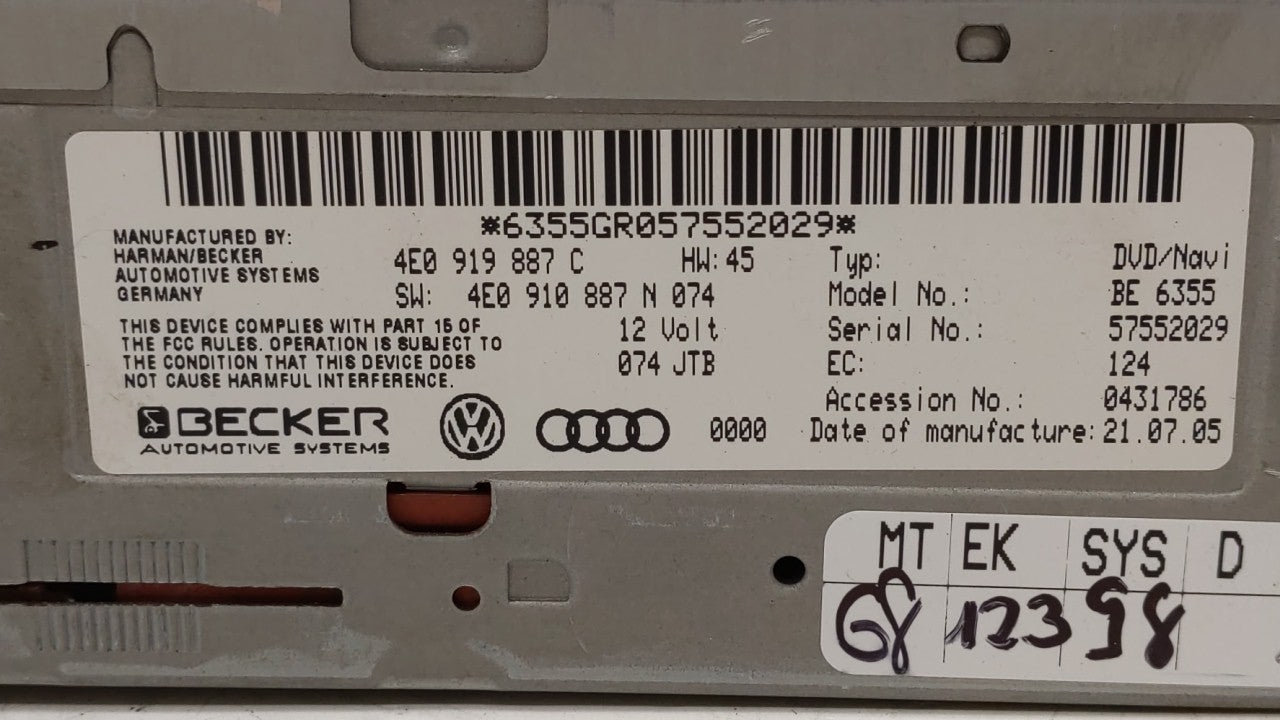 *6355GR057552029*
MANUFACTURED BY:
HARMAN/BECKER
AUTOMOTIVE SYSTEMS
GERMANY
4E0 919 887 C HW: 45
SW: 4E0 910 887 N 074
12 Volt
074 JTB
THIS DEVICE COMPLIES WITH PART 15 OF
THE FCC RULES. OPERATION IS SUBJECT TO
THE CONDITION THAT THIS DEVICE DOES
NOT CAUSE HARMFUL INTERFERENCE.
Typ: DVD/Navi
Model No.: BE 6355
Serial No.: 57552029
EC: 124
Accession No.: 0431786
Date of manufacture: 21.07.05
BECKER
AUTOMOTIVE SYSTEMS
VW
0000
MT EK SYS D
G8 123 98